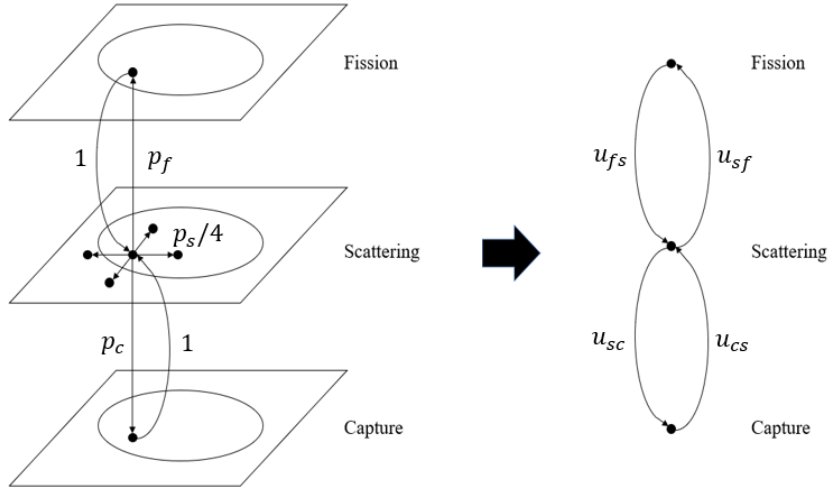 Fission
1
p_f
p_s/4
Scattering
p_c
1
Capture
Fission
u_fs
u_sf
Scattering
u_sc
u_cs
Capture